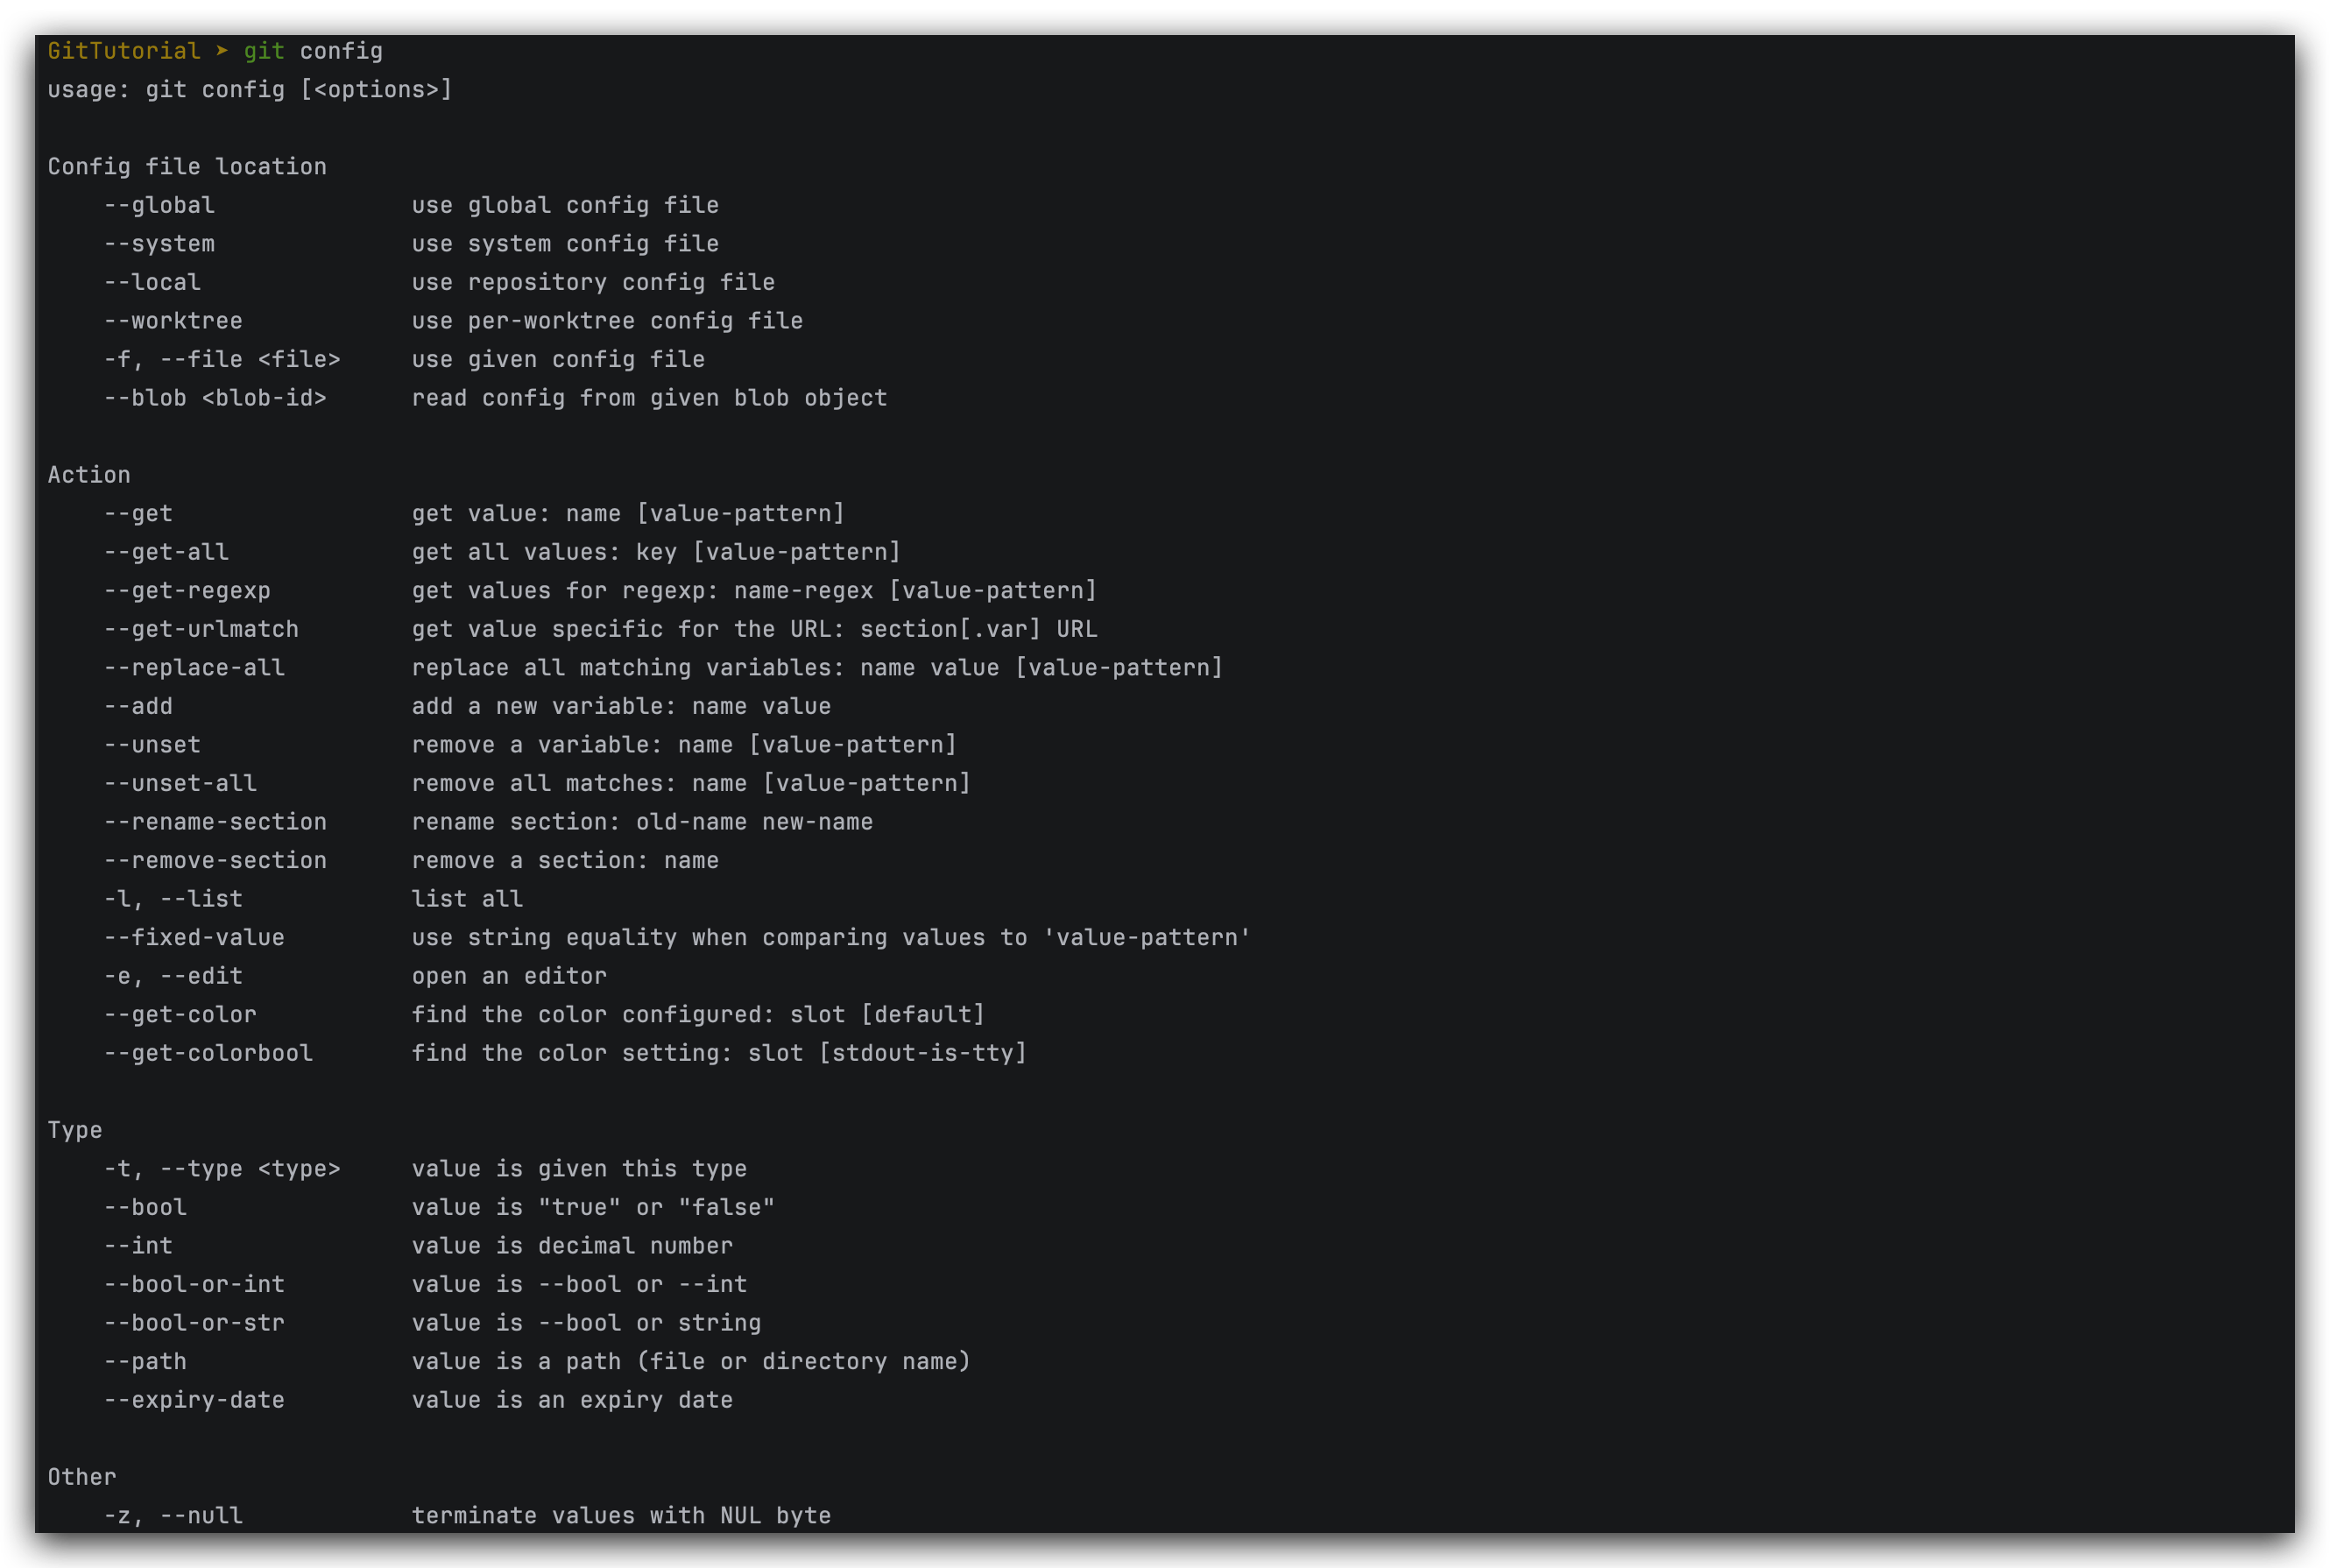 GitTutorial ➤ git config
usage: git config [<options>]
Config file location
--global use global config file
--system use system config file
--local use repository config file
--worktree use per-worktree config file
-f, --file <file> use given config file
--blob <blob-id> read config from given blob object
Action
--get get value: name [value-pattern]
--get-all get all values: key [value-pattern]
--get-regexp get values for regexp: name-regex [value-pattern]
--get-urlmatch get value specific for the URL: section[.var] URL
--replace-all replace all matching variables: name value [value-pattern]
--add add a new variable: name value
--unset remove a variable: name [value-pattern]
--unset-all remove all matches: name [value-pattern]
--rename-section rename section: old-name new-name
--remove-section remove a section: name
-l, --list list all
--fixed-value use string equality when comparing values to 'value-pattern'
-e, --edit open an editor
--get-color find the color configured: slot [default]
--get-colorbool find the color setting: slot [stdout-is-tty]
Type
-t, --type <type> value is given this type
--bool value is "true" or "false"
--int value is decimal number
--bool-or-int value is --bool or --int
--bool-or-str value is --bool or string
--path value is a path (file or directory name)
--expiry-date value is an expiry date
Other
-z, --null terminate values with NUL byte